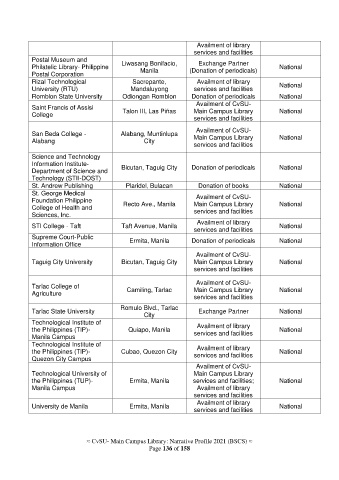 Availment of library
services and facilities
Postal Museum and
Philatelic Library- Philippine
Postal Corporation
Liwasang Bonifacio,
Manila
Exchange Partner
(Donation of periodicals)
National
Rizal Technological
University (RTU)
Sacrepante,
Mandaluyong
Availment of library
services and facilities
National
Romblon State University
Odiongan Romblon
Donation of periodicals
National
Saint Francis of Assisi
College
Talon III, Las Piñas
Availment of CvSU-
Main Campus Library
services and facilities
National
San Beda College -
Alabang
Alabang, Muntinlupa
City
Availment of CvSU-
Main Campus Library
services and facilities
National
Science and Technology
Information Institute-
Department of Science and
Technology (STII-DOST)
Bicutan, Taguig City
Donation of periodicals
National
St. Andrew Publishing
Plaridel, Bulacan
Donation of books
National
St. George Medical
Foundation Philippine
College of Health and
Sciences, Inc.
Recto Ave., Manila
Availment of CvSU-
Main Campus Library
services and facilities
National
STI College - Taft
Taft Avenue, Manila
Availment of library
services and facilities
National
Supreme Court-Public
Information Office
Ermita, Manila
Donation of periodicals
National
Taguig City University
Bicutan, Taguig City
Availment of CvSU-
Main Campus Library
services and facilities
National
Tarlac College of
Agriculture
Camiling, Tarlac
Availment of CvSU-
Main Campus Library
services and facilities
National
Tarlac State University
Romulo Blvd., Tarlac
City
Exchange Partner
National
Technological Institute of
the Philippines (TIP)-
Manila Campus
Quiapo, Manila
Availment of library
services and facilities
National
Technological Institute of
the Philippines (TIP)-
Quezon City Campus
Cubao, Quezon City
Availment of library
services and facilities
National
Technological University of
the Philippines (TUP)-
Manila Campus
Ermita, Manila
Availment of CvSU-
Main Campus Library
services and facilities;
Availment of library
services and facilities
National
University de Manila
Ermita, Manila
Availment of library
services and facilities
National
≈ CvSU- Main Campus Library: Narrative Profile 2021 (BSCS) ≈
Page 136 of 158